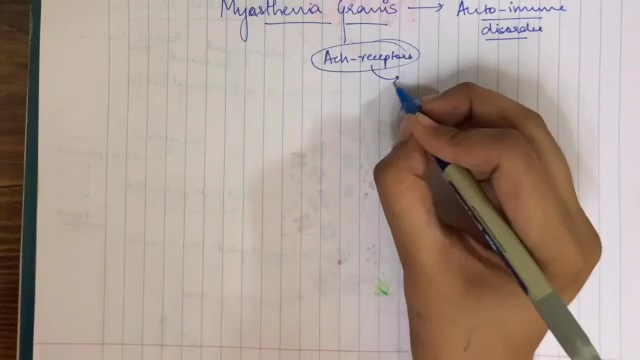 Myasthenia Gravis → Auto-immune
disorder
Ach-receptors